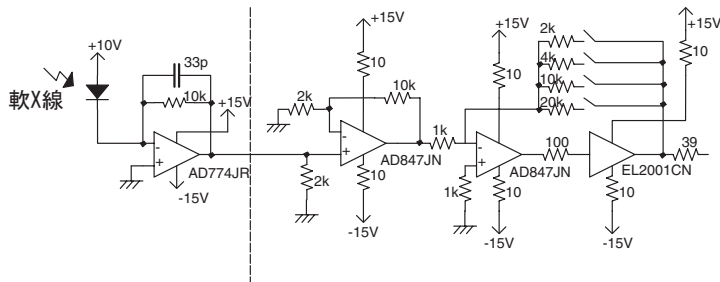 +10V
軟X線
33p
10k
+15V
-
+
AD774JR
-15V
+15V
10
2k
10k
-
+
AD847JN
2k
10
-15V
1k
+15V
10
-
+
AD847JN
1k
10
-15V
2k
4k
10k
20k
100
+15V
10
EL2001CN
39
10
-15V